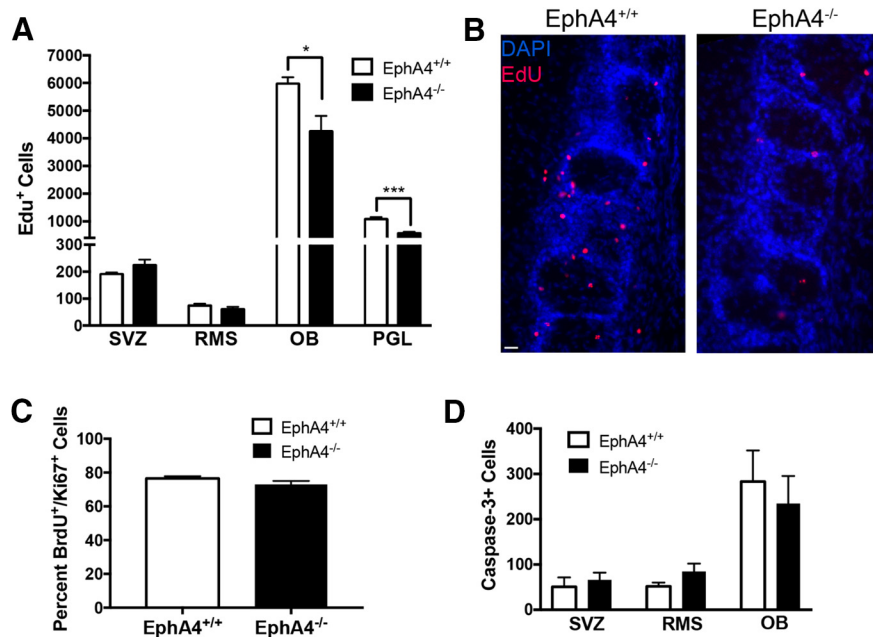 A
Edu⁺ Cells
7000
6000
5000
4000
3000
2000
1000
300
200
100
0
* 
***
EphA4⁺/⁺
EphA4⁻/⁻
SVZ RMS OB PGL
B
EphA4⁺/⁺ EphA4⁻/⁻
DAPI
EdU
C
Percent BrdU⁺/Ki67⁺ Cells
100
80
60
40
20
0
EphA4⁺/⁺
EphA4⁻/⁻
EphA4⁺/⁺ EphA4⁻/⁻
D
Caspase-3+ Cells
400
300
200
100
0
EphA4⁺/⁺
EphA4⁻/⁻
SVZ RMS OB